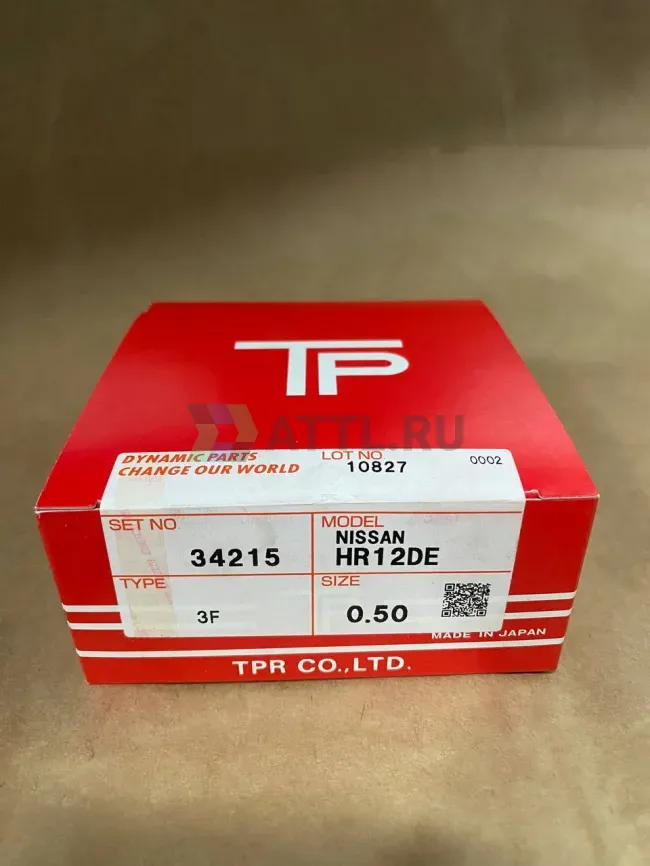 TP
ATTL.RU
DYNAMIC PARTS
CHANGE OUR WORLD
LOT NO
10827
0002
SET NO
34215
MODEL
NISSAN
HR12DE
TYPE
3F
SIZE
0.50
MADE IN JAPAN
TPR CO.,LTD.